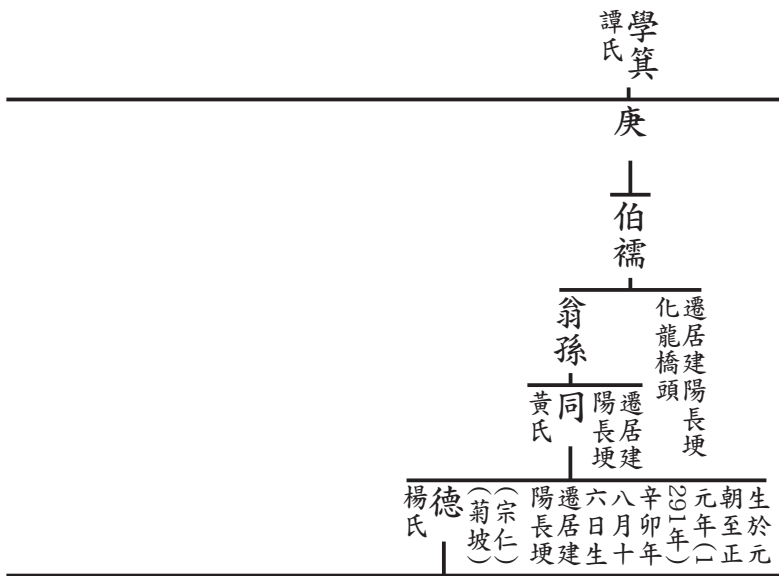 學箕
譚氏
庚
伯襦
遷居建陽長埂
化龍橋頭
翁孫
遷居建
陽長埂
同
黃氏
生於元
朝至正
元年(1
291年)
辛卯年
八月十
六日生
遷居建
陽長埂
(宗仁)
(菊坡)
德
楊氏